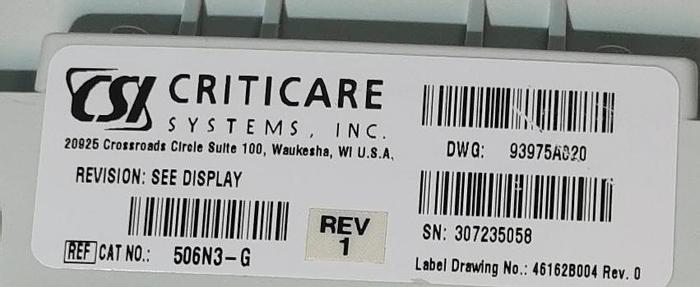 CSI CRITICARE
SYSTEMS, INC.
20925 Crossroads Circle Suite 100, Waukesha, WI U.S.A.
REVISION: SEE DISPLAY
REF CAT NO.: 506N3-G
REV
1
DWG: 93975A020
SN: 307235058
Label Drawing No.: 46162B004 Rev. 0